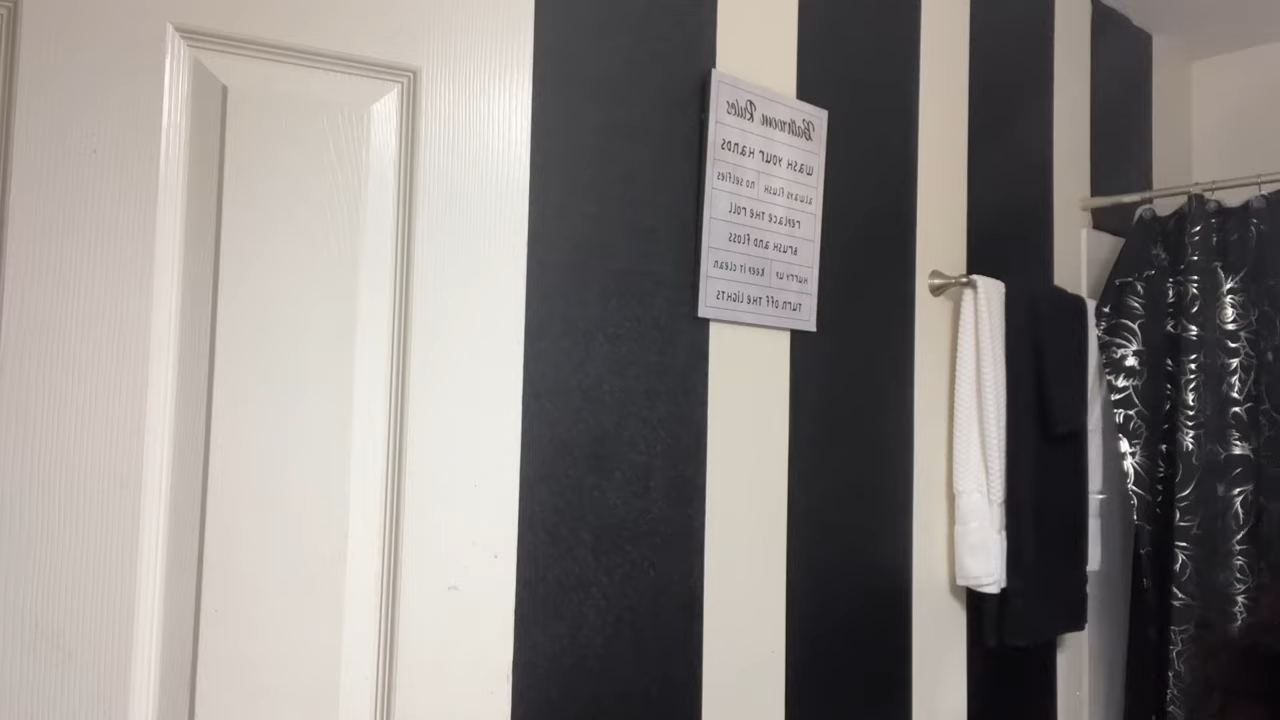 Bathroom Rules
wash your hands
always flush no selfies
replace the roll
brush and floss
hurry up keep it clean
turn off the lights